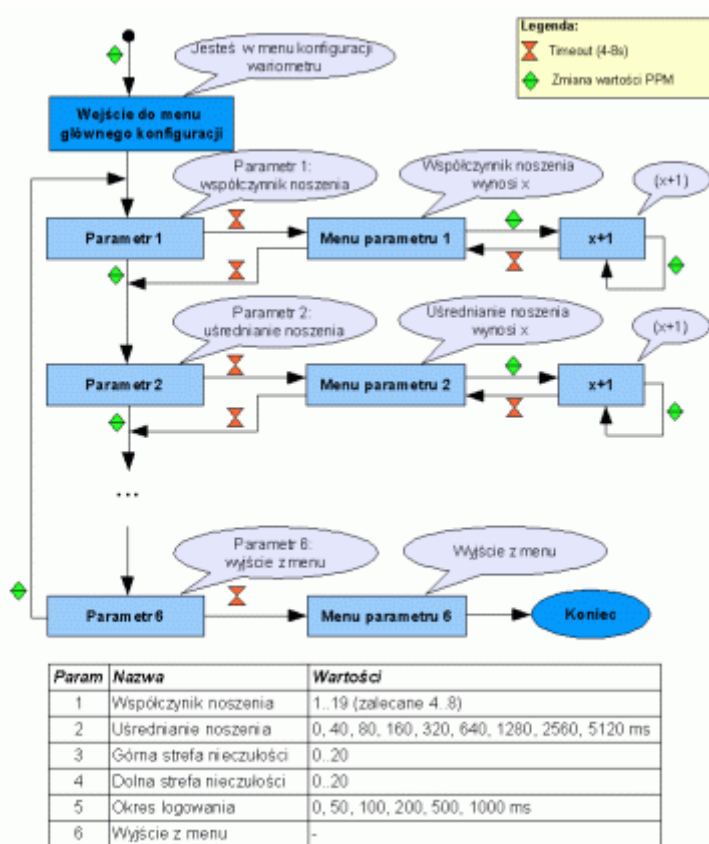 Legenda:
Timeout (4-8s)
Zmiana wartości PPM
Jesteś w menu konfiguracji
wariometru
Wejście do menu
głównego konfiguracji
Parametr 1:
współczynnik noszenia
Współczynnik noszenia
wynosi x
(x+1)
Parametr 1
Menu parametru 1
x+1
Parametr 2:
uśrednianie noszenia
Uśrednianie noszenia
wynosi x
(x+1)
Parametr 2
Menu parametru 2
x+1
...
Parametr 6:
wyjście z menu
Wyjście z menu
Parametr 6
Menu parametru 6
Koniec
Param Nazwa Wartości
1 Współczynik noszenia 1..19 (zalecane 4..8)
2 Uśrednianie noszenia 0, 40, 80, 160, 320, 640, 1280, 2560, 5120 ms
3 Górna strefa nieczułości 0..20
4 Dolna strefa nieczułości 0..20
5 Okres logowania 0, 50, 100, 200, 500, 1000 ms
6 Wyjście z menu -